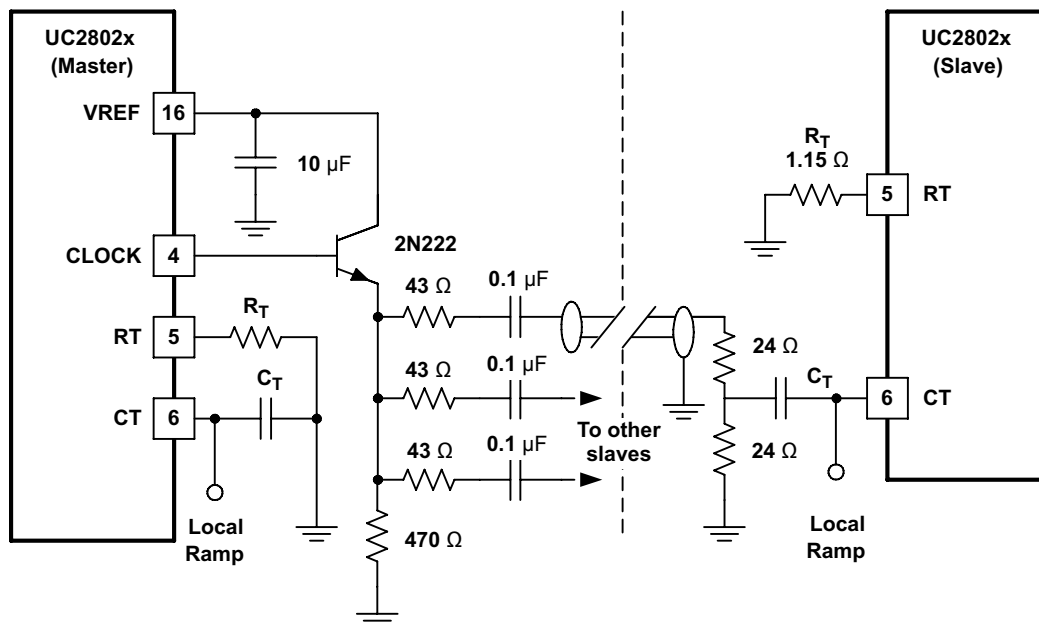 UC2802x
(Master)
UC2802x
(Slave)
VREF
16
10 µF
RT
1.15 Ω
5
RT
CLOCK
4
2N222
43 Ω
0.1 µF
RT
5
RT
24 Ω
CT
6
CT
CT
6
CT
43 Ω
0.1 µF
To other
slaves
43 Ω
0.1 µF
24 Ω
Local
Ramp
470 Ω
Local
Ramp